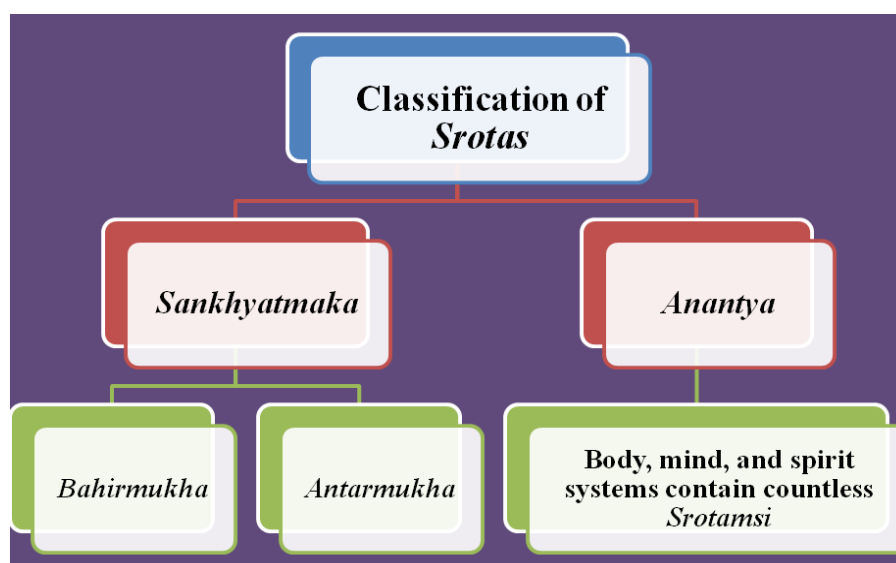 Classification of
Srotas
Sankhyatmaka
Anantya
Bahirmukha
Antarmukha
Body, mind, and spirit
systems contain countless
Srotamsi